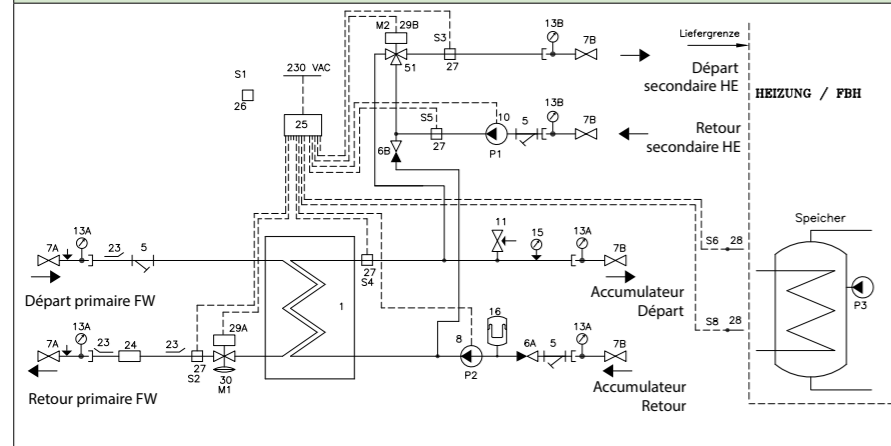 M2 29B S3 13B 7B Liefergrenze
230 VAC 51 27 Départ
secondaire HE
S1
26
25
HEIZUNG / FBH
S5 10 5 13B 7B
27 P1 Retour
secondaire HE
6B
7A 13A 23 5 11 15 13A 7B S6 28 Speicher
27
S4
1
Départ primaire FW
Accumulateur
Départ
7A 13A 23 24 23 29A 16 13A 7B S8 28 P3
27
S2
30
M1
8
P2
6A 5
Retour primaire FW
Accumulateur
Retour